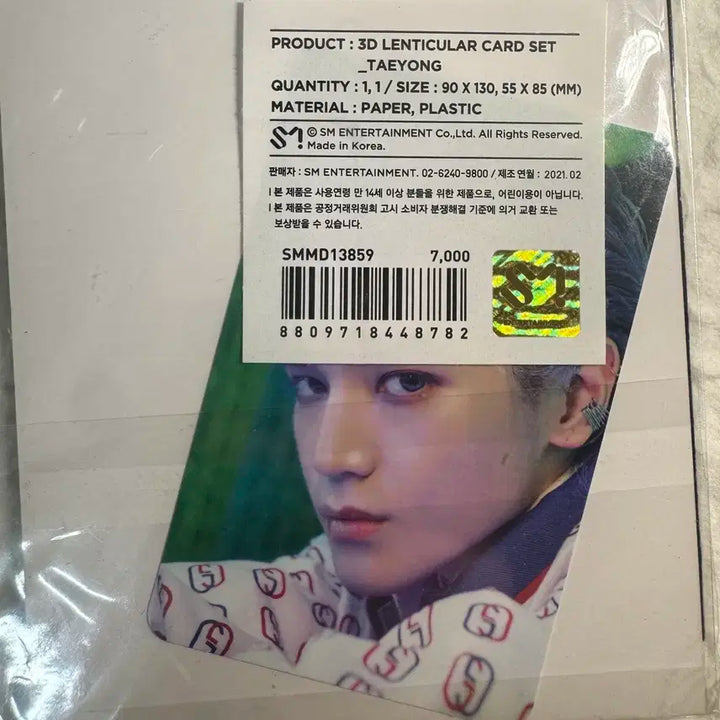 PRODUCT : 3D LENTICULAR CARD SET
_TAEYONG
QUANTITY : 1, 1 / SIZE : 90 X 130, 55 X 85 (MM)
MATERIAL : PAPER, PLASTIC
SM © SM ENTERTAINMENT Co.,Ltd. All Rights Reserved.
Made in Korea.
판매자 : SM ENTERTAINMENT. 02-6240-9800 / 제조 연월 : 2021. 02
| 본 제품은 사용연령 만 14세 이상 분들을 위한 제품으로, 어린이용이 아닙니다.
| 본 제품은 공정거래위원회 고시 소비자 분쟁해결 기준에 의거 교환 또는
보상받을 수 있습니다.
SMMD13859 7,000
SM
ENTERTAINMENT
8809718448782